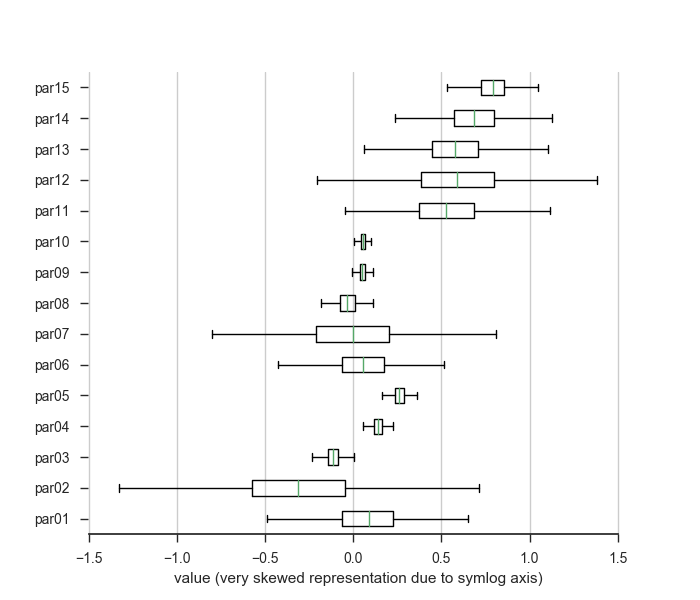 par15
par14
par13
par12
par11
par10
par09
par08
par07
par06
par05
par04
par03
par02
par01
−1.5 −1.0 −0.5 0.0 0.5 1.0 1.5
value (very skewed representation due to symlog axis)